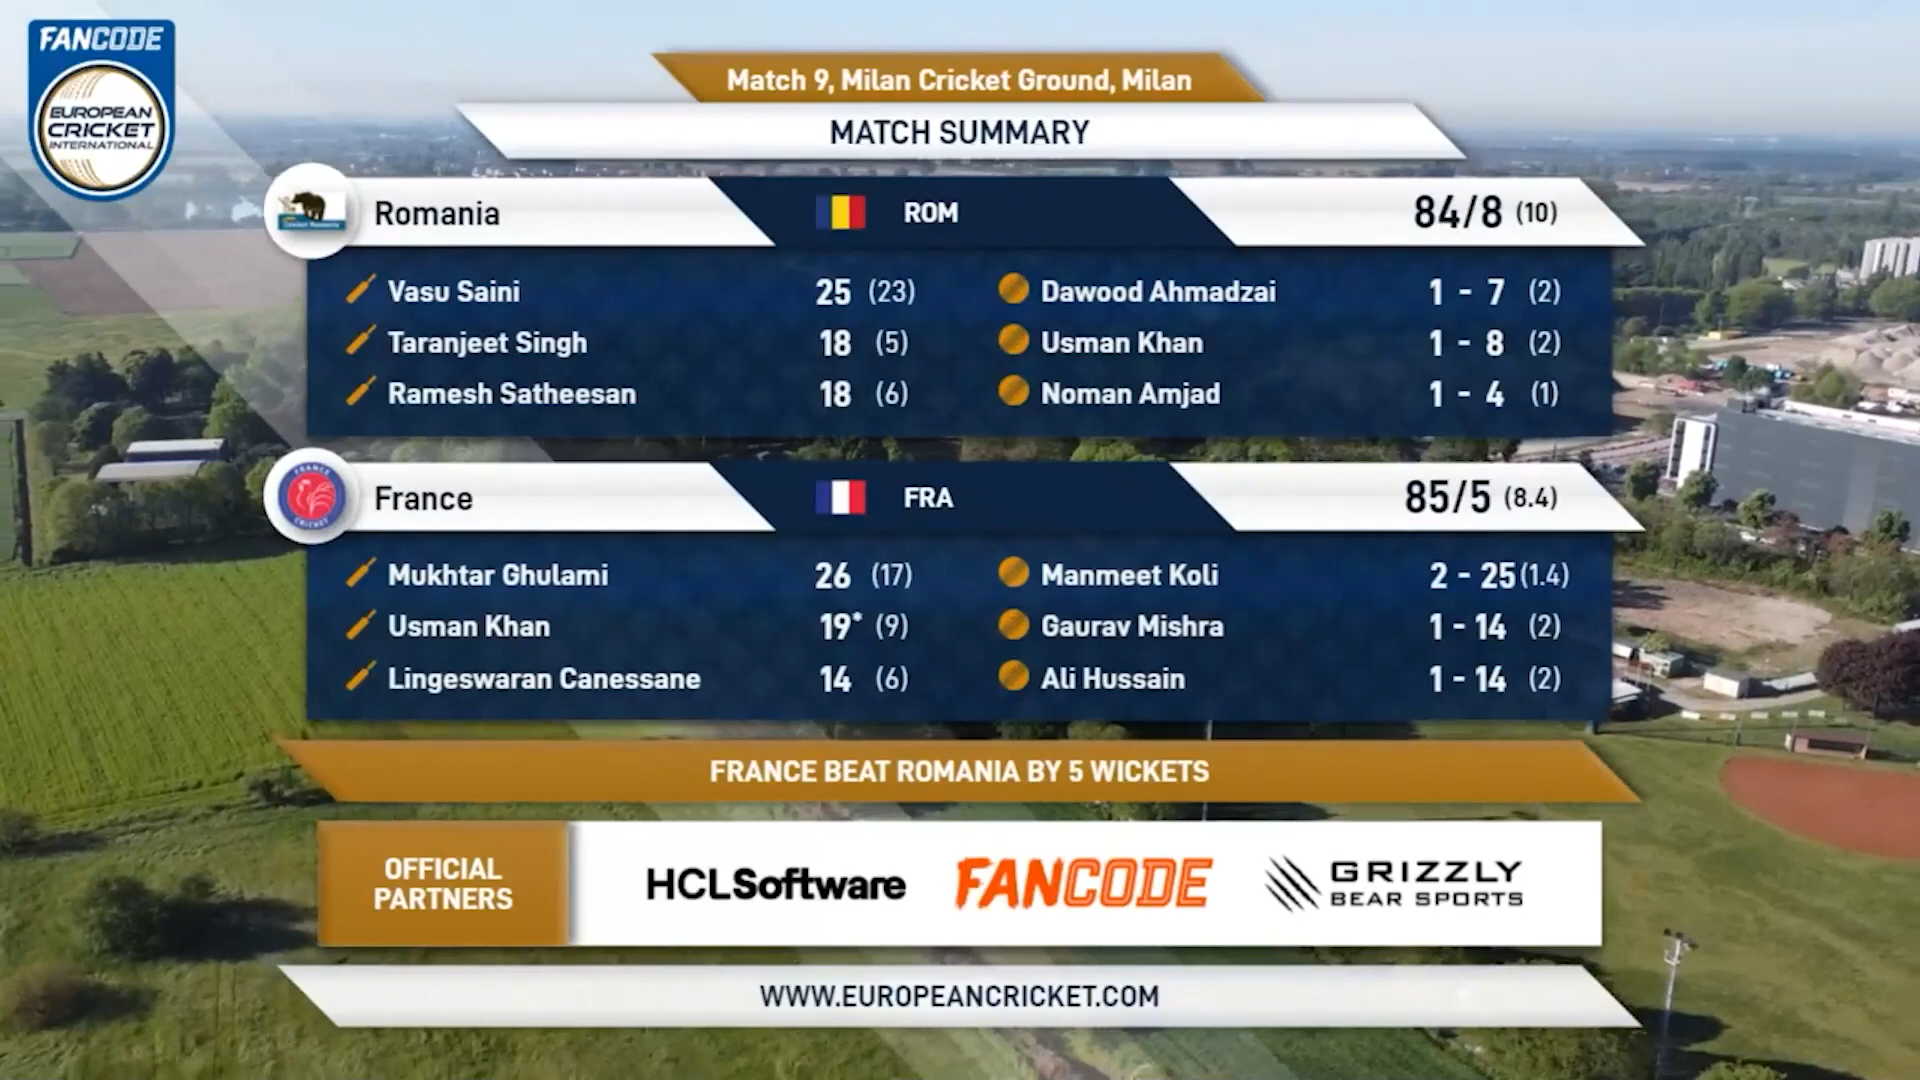 FANCODE
EUROPEAN
CRICKET
INTERNATIONAL
Match 9, Milan Cricket Ground, Milan
MATCH SUMMARY
Romania ROM 84/8 (10)
Vasu Saini 25 (23) Dawood Ahmadzai 1 - 7 (2)
Taranjeet Singh 18 (5) Usman Khan 1 - 8 (2)
Ramesh Satheesan 18 (6) Noman Amjad 1 - 4 (1)
FRANCE
CRICKET
France FRA 85/5 (8.4)
Mukhtar Ghulami 26 (17) Manmeet Koli 2 - 25 (1.4)
Usman Khan 19* (9) Gaurav Mishra 1 - 14 (2)
Lingeswaran Canessane 14 (6) Ali Hussain 1 - 14 (2)
FRANCE BEAT ROMANIA BY 5 WICKETS
OFFICIAL
PARTNERS
HCLSoftware
FANCODE
GRIZZLY
BEAR SPORTS
WWW.EUROPEANCRICKET.COM